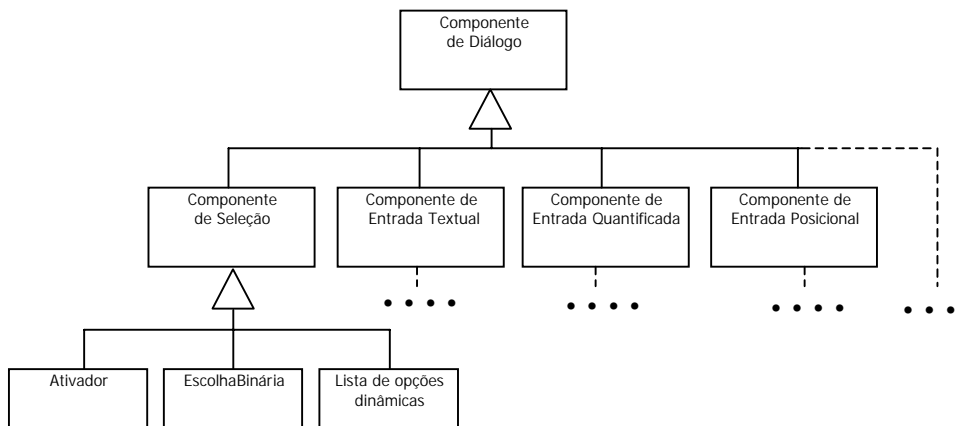 Componente
de Diálogo
Componente
de Seleção
Componente de
Entrada Textual
Componente de
Entrada Quantificada
Componente de
Entrada Posicional
Ativador
EscolhaBinária
Lista de opções
dinâmicas